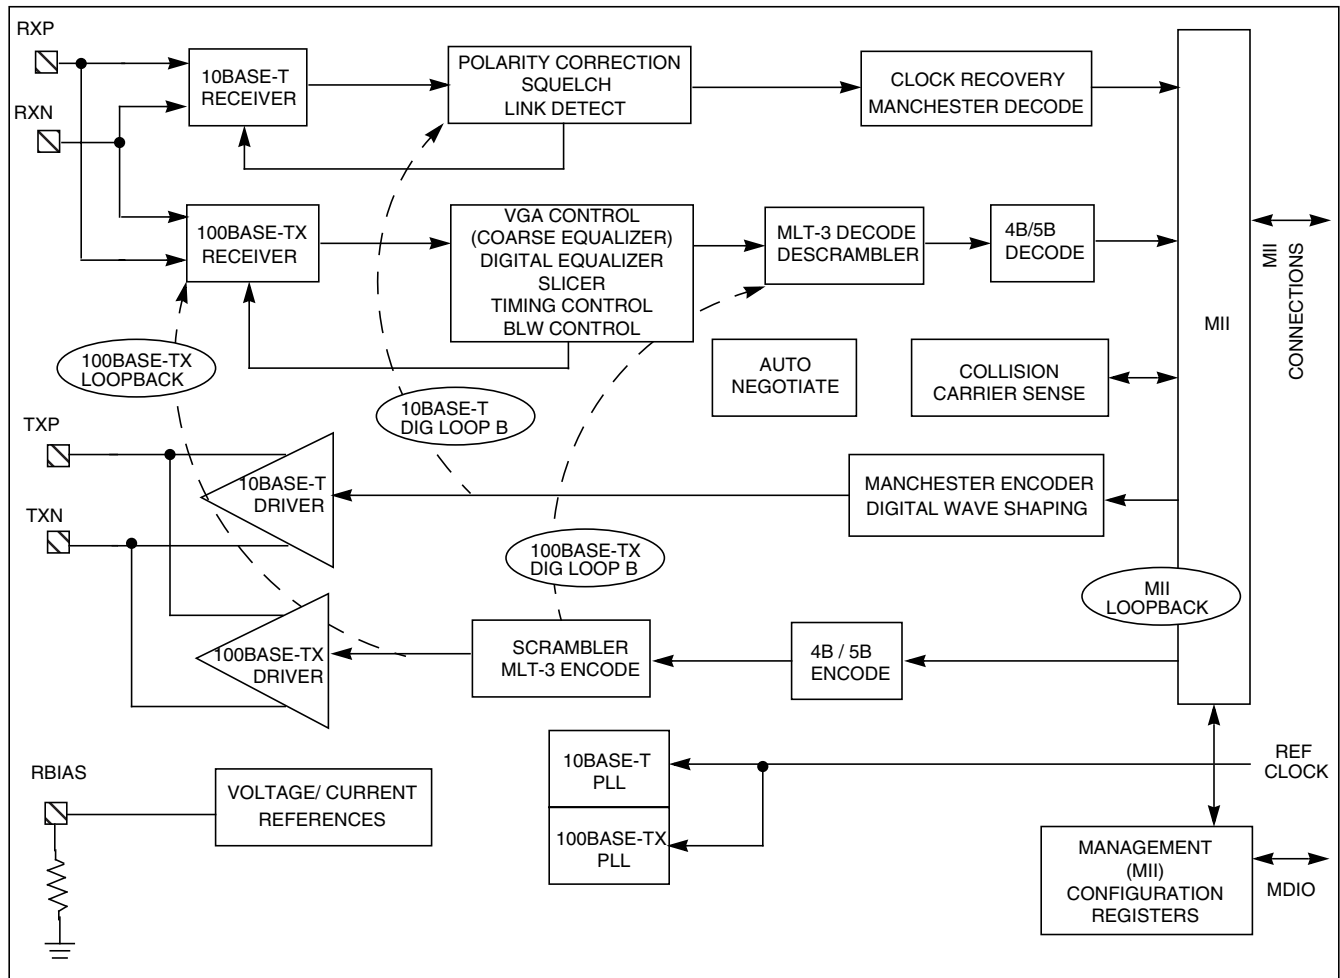 RXP
RXN
10BASE-T
RECEIVER
POLARITY CORRECTION
SQUELCH
LINK DETECT
CLOCK RECOVERY
MANCHESTER DECODE
100BASE-TX
RECEIVER
VGA CONTROL
(COARSE EQUALIZER)
DIGITAL EQUALIZER
SLICER
TIMING CONTROL
BLW CONTROL
MLT-3 DECODE
DESCRAMBLER
4B/5B
DECODE
MII
MII
CONNECTIONS
100BASE-TX
LOOPBACK
10BASE-T
DIG LOOP B
AUTO
NEGOTIATE
COLLISION
CARRIER SENSE
TXP
TXN
10BASE-T
DRIVER
MANCHESTER ENCODER
DIGITAL WAVE SHAPING
100BASE-TX
DIG LOOP B
MII
LOOPBACK
100BASE-TX
DRIVER
SCRAMBLER
MLT-3 ENCODE
4B / 5B
ENCODE
RBIAS
VOLTAGE/ CURRENT
REFERENCES
10BASE-T
PLL
100BASE-TX
PLL
REF
CLOCK
MANAGEMENT
(MII)
CONFIGURATION
REGISTERS
MDIO